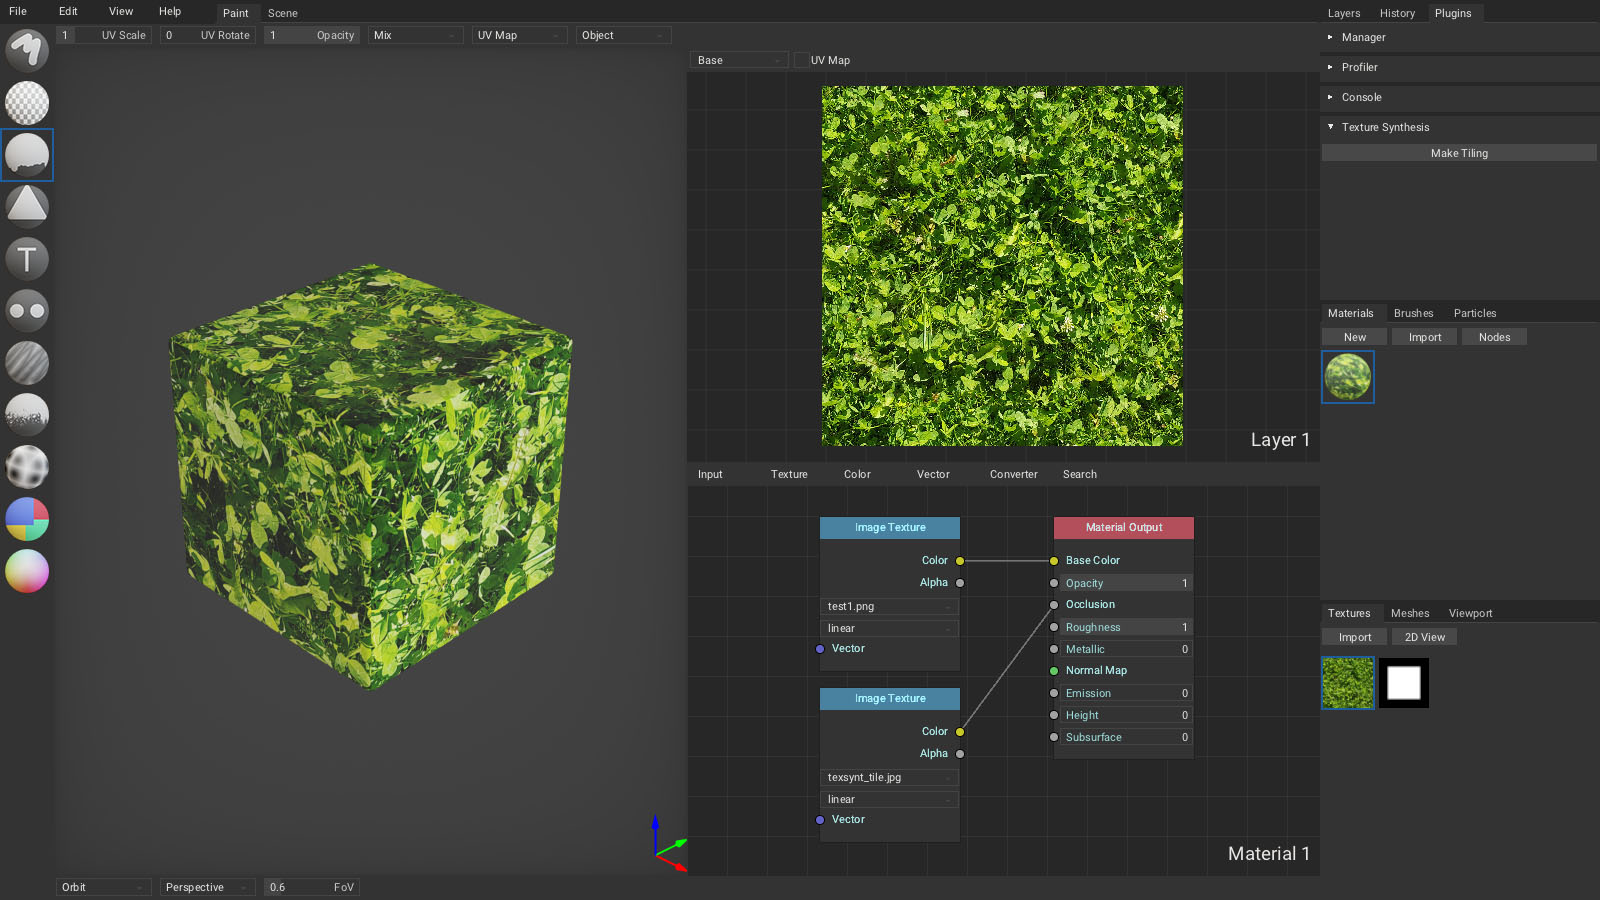 File Edit View Help Paint Scene
1 UV Scale 0 UV Rotate 1 Opacity Mix UV Map Object
T
Orbit Perspective 0.6 FoV
Base UV Map
Layer 1
Input Texture Color Vector Converter Search
Image Texture
Color
Alpha
test1.png
linear
Vector
Image Texture
Color
Alpha
texsynt_tile.jpg
linear
Vector
Material Output
Base Color
Opacity 1
Occlusion
Roughness 1
Metallic 0
Normal Map
Emission 0
Height 0
Subsurface 0
Material 1
Layers History Plugins
Manager
Profiler
Console
Texture Synthesis
Make Tiling
Materials Brushes Particles
New Import Nodes
Textures Meshes Viewport
Import 2D View